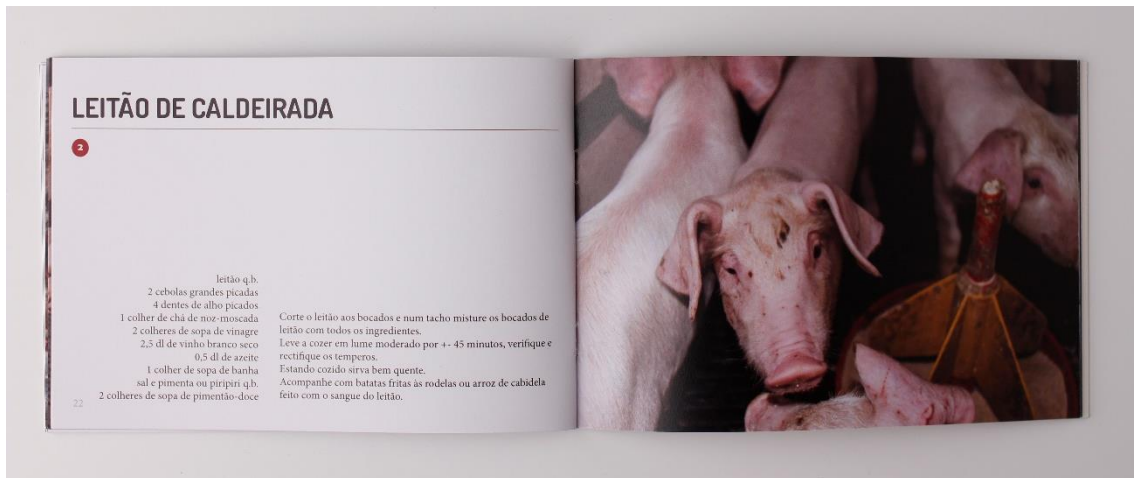 LEITÃO DE CALDEIRADA
2
leitão q.b.
2 cebolas grandes picadas
4 dentes de alho picados
1 colher de chá de noz-moscada
2 colheres de sopa de vinagre
2,5 dl de vinho branco seco
0,5 dl de azeite
1 colher de sopa de banha
sal e pimenta ou piripiri q.b.
2 colheres de sopa de pimentão-doce
Corte o leitão aos bocados e num tacho misture os bocados de
leitão com todos os ingredientes.
Leve a cozer em lume moderado por +- 45 minutos, verifique e
rectifique os temperos.
Estando cozido sirva bem quente.
Acompanhe com batatas fritas às rodelas ou arroz de cabidela
feito com o sangue do leitão.
22